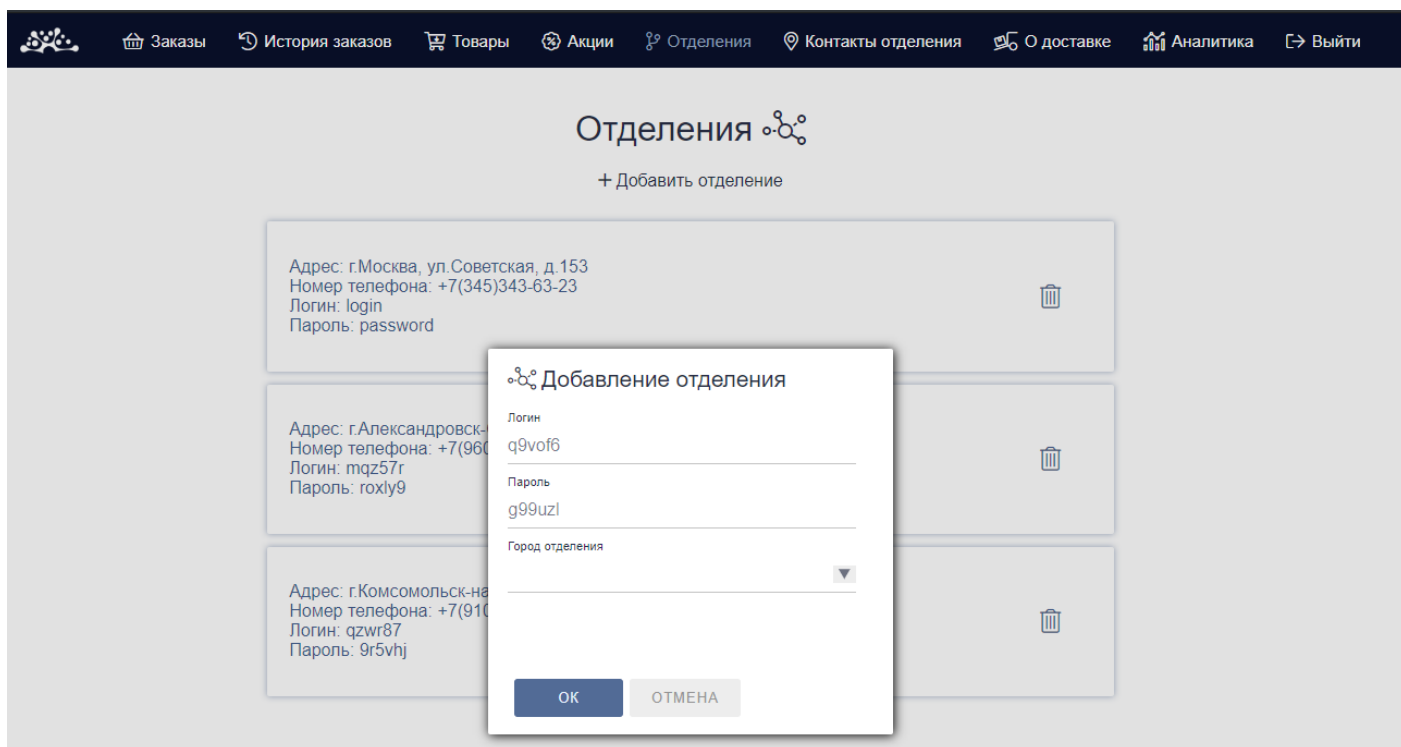 Заказы История заказов Товары Акции Отделения Контакты отделения О доставке Аналитика Выйти
Отделения
+ Добавить отделение
Адрес: г.Москва, ул.Советская, д.153
Номер телефона: +7(345)343-63-23
Логин: login
Пароль: password
Адрес: г.Александровск-
Номер телефона: +7(960
Логин: mqz57r
Пароль: roxly9
Адрес: г.Комсомольск-на
Номер телефона: +7(910
Логин: qzwr87
Пароль: 9r5vhj
Добавление отделения
Логин
q9vof6
Пароль
g99uzl
Город отделения
ОК ОТМЕНА